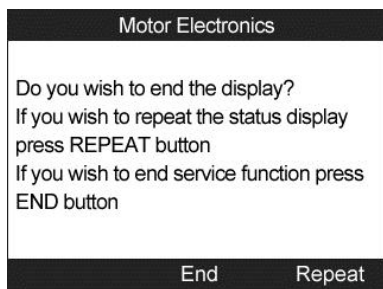 Motor Electronics
Do you wish to end the display?
If you wish to repeat the status display
press REPEAT button
If you wish to end service function press
END button
End Repeat